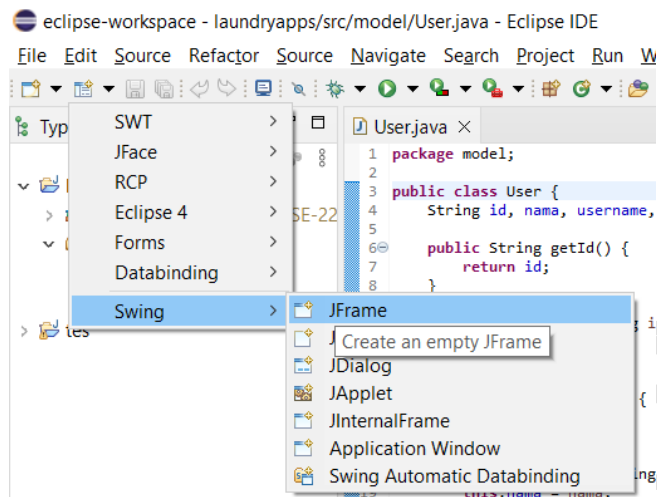 eclipse-workspace - laundryapps/src/model/User.java - Eclipse IDE
File Edit Source Refactor Source Navigate Search Project Run
Typ
User.java
SWT
JFace
RCP
Eclipse 4
Forms
Databinding
Swing
SE-22
tes
1 package model;
2
3 public class User {
4 String id, nama, username,
5
6 public String getId() {
7 return id;
8 }
JFrame
Create an empty JFrame
JDialog
JApplet
JInternalFrame
Application Window
Swing Automatic Databinding
{